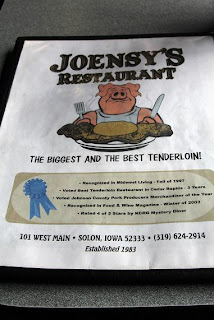 JOENSY'S
RESTAURANT
THE BIGGEST AND THE BEST TENDERLOIN!
• Recognized in Midwest Living - Fall of 1997
• Voted Best Tenderloin Restaurant in Cedar Rapids - 3 Years
• Voted Johnson County Pork Producers Merchandiser of the Year
• Recognized in Food & Wine Magazine - Winter of 2003
• Rated 4 of 5 Stars by KCRG Mystery Diner
101 WEST MAIN • SOLON, IOWA 52333 • (319) 624-2914
Established 1983